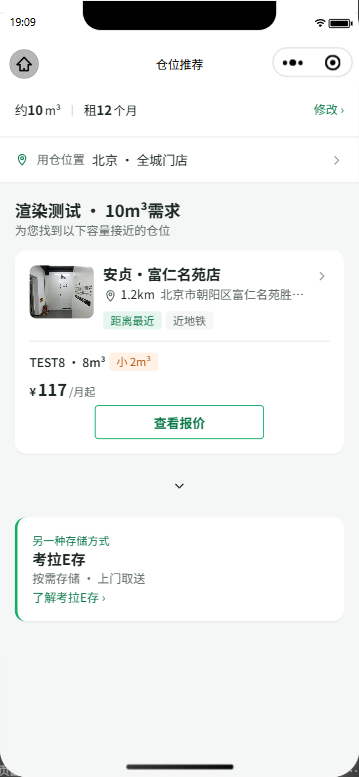 19:09
仓位推荐
约10 m³ | 租12个月 修改 ›
用仓位置 北京 · 全城门店
渲染测试 · 10m³需求
为您找到以下容量接近的仓位
安贞·富仁名苑店
1.2km 北京市朝阳区富仁名苑胜…
距离最近 近地铁
TEST8 · 8m³ 小 2m³
¥117/月起
查看报价
另一种存储方式
考拉E存
按需存储 · 上门取送
了解考拉E存 ›